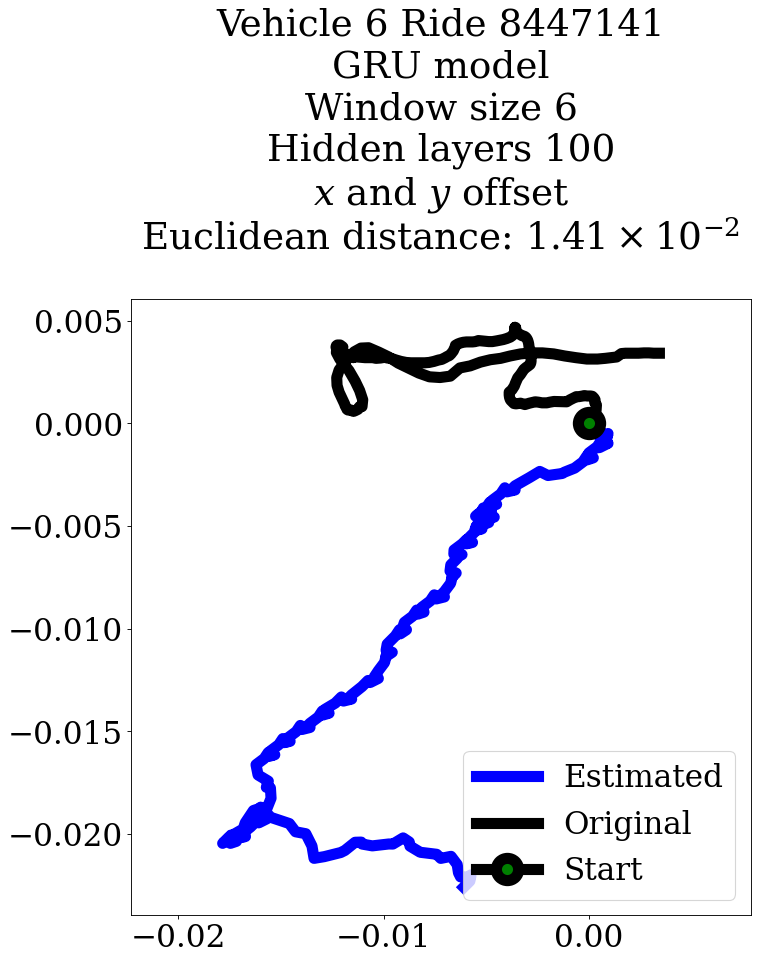 Vehicle 6 Ride 8447141
GRU model
Window size 6
Hidden layers 100
x and y offset
Euclidean distance: 1.41 × 10⁻²
0.005
0.000
−0.005
−0.010
−0.015
−0.020
Estimated
Original
Start
−0.02
−0.01
0.00